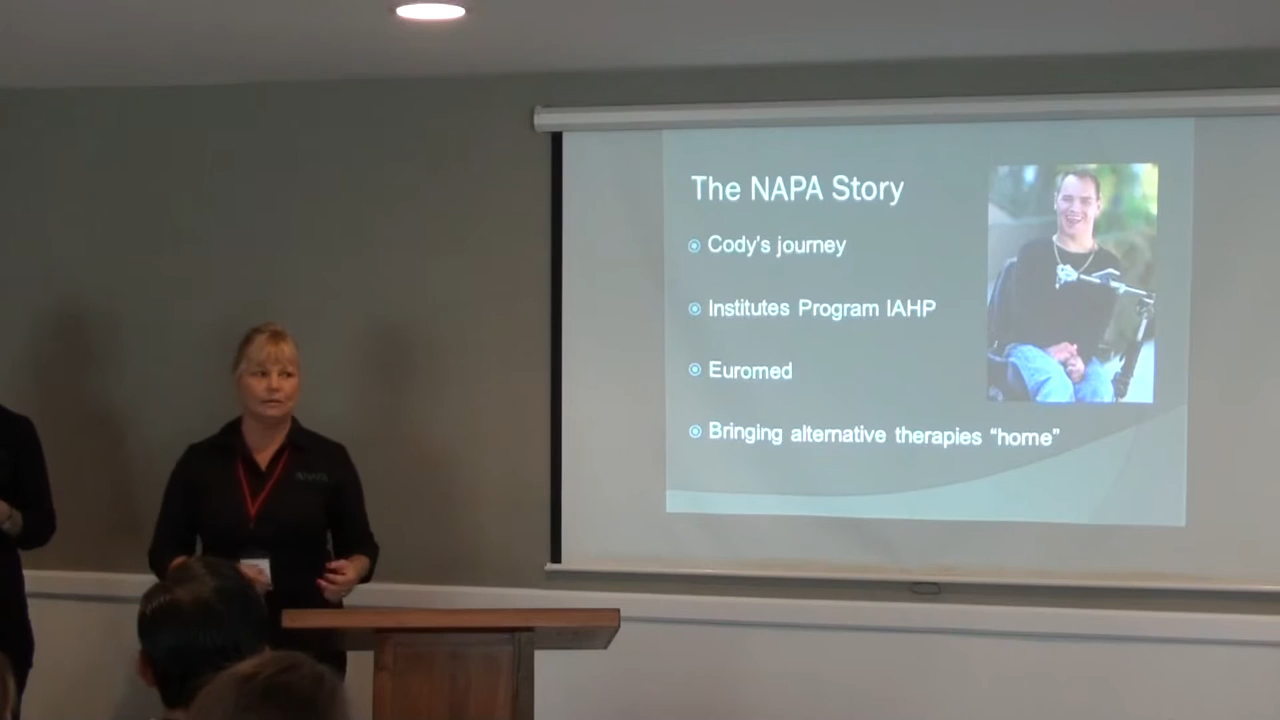 The NAPA Story
Cody's journey
Institutes Program IAHP
Euromed
Bringing alternative therapies “home”